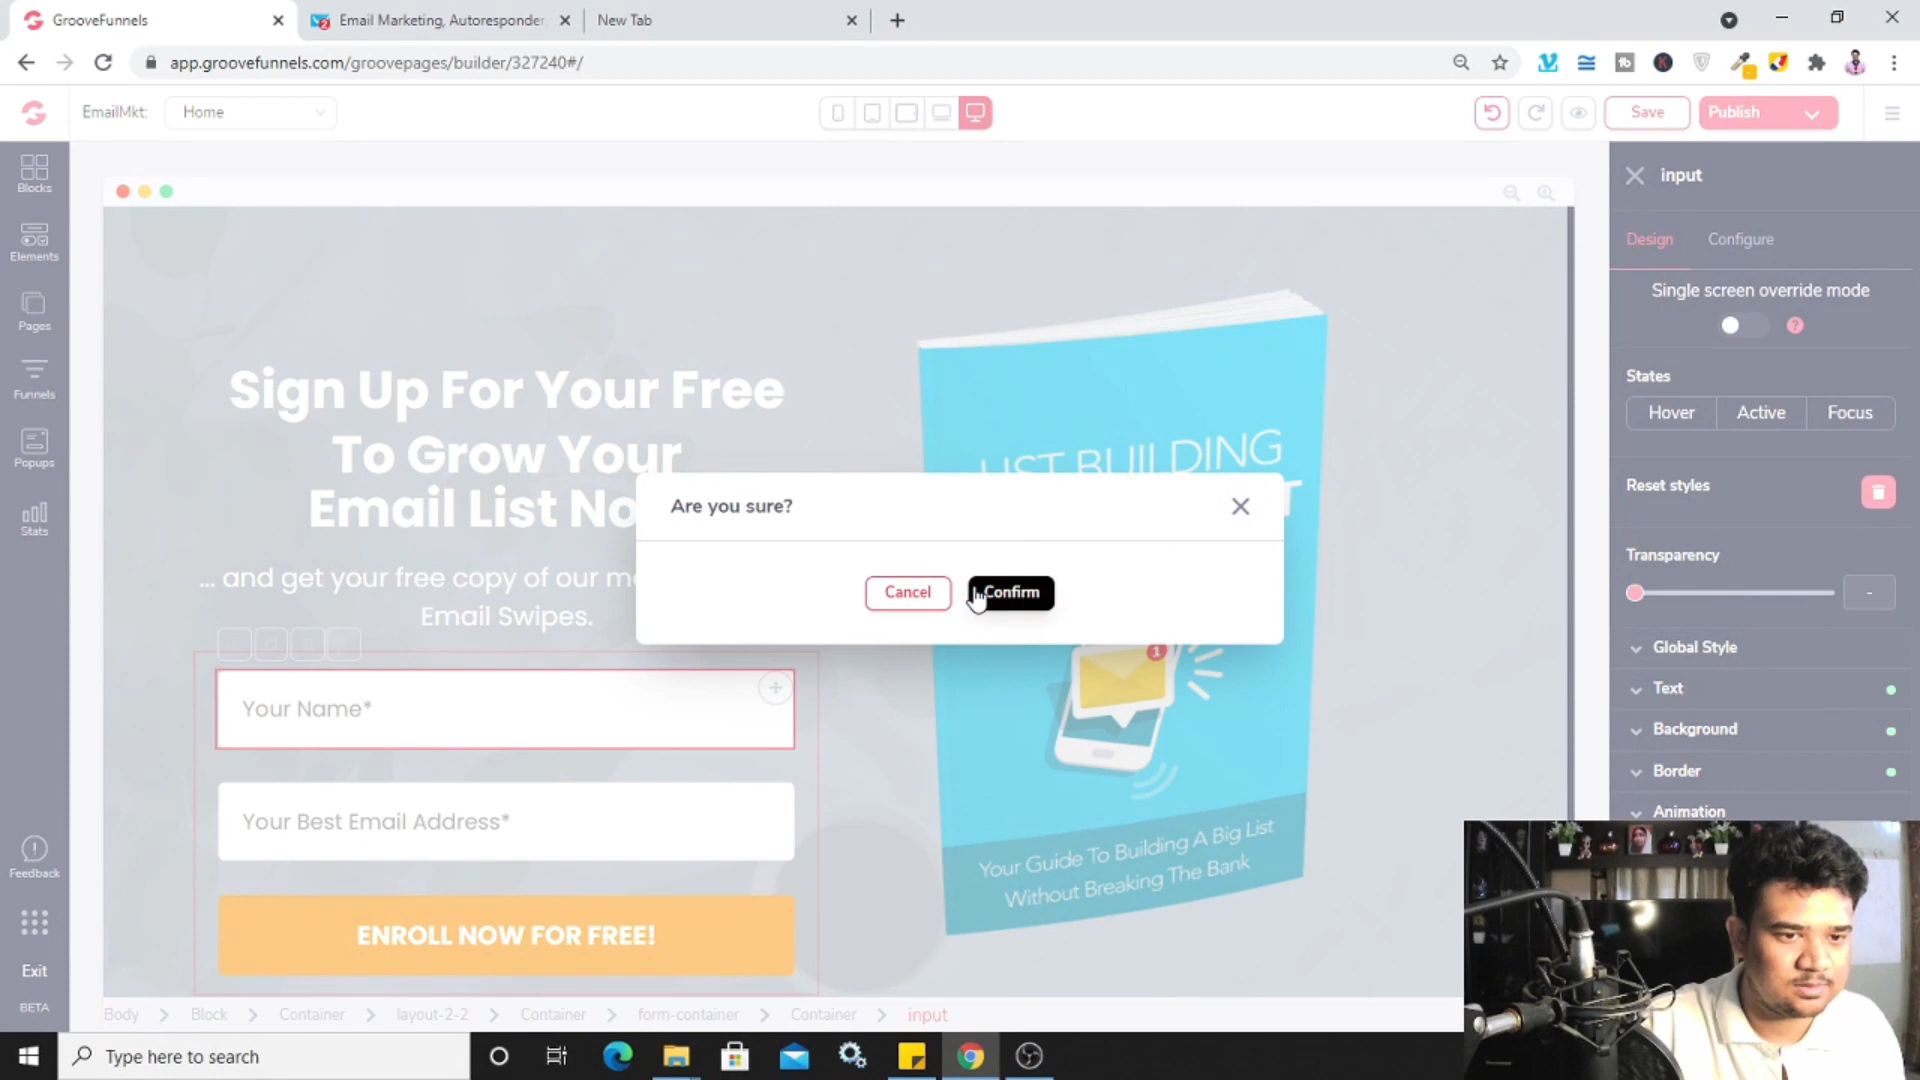 GrooveFunnels
Email Marketing, Autoresponder,
New Tab
app.groovefunnels.com/groovepages/builder/327240#/
EmailMkt:
Home
Save
Publish
Blocks
Elements
Pages
Funnels
Popups
Stats
Feedback
Exit
BETA
Sign Up For Your Free
To Grow Your
Email List No
... and get your free copy of our m
Email Swipes.
Your Name*
Your Best Email Address*
ENROLL NOW FOR FREE!
LIST BUILDING
Your Guide To Building A Big List
Without Breaking The Bank
1
Are you sure?
Cancel
Confirm
input
Design
Configure
Single screen override mode
?
States
Hover
Active
Focus
Reset styles
Transparency
-
Global Style
Text
Background
Border
Animation
Body
Block
Container
layout-2-2
Container
form-container
Container
input
Type here to search